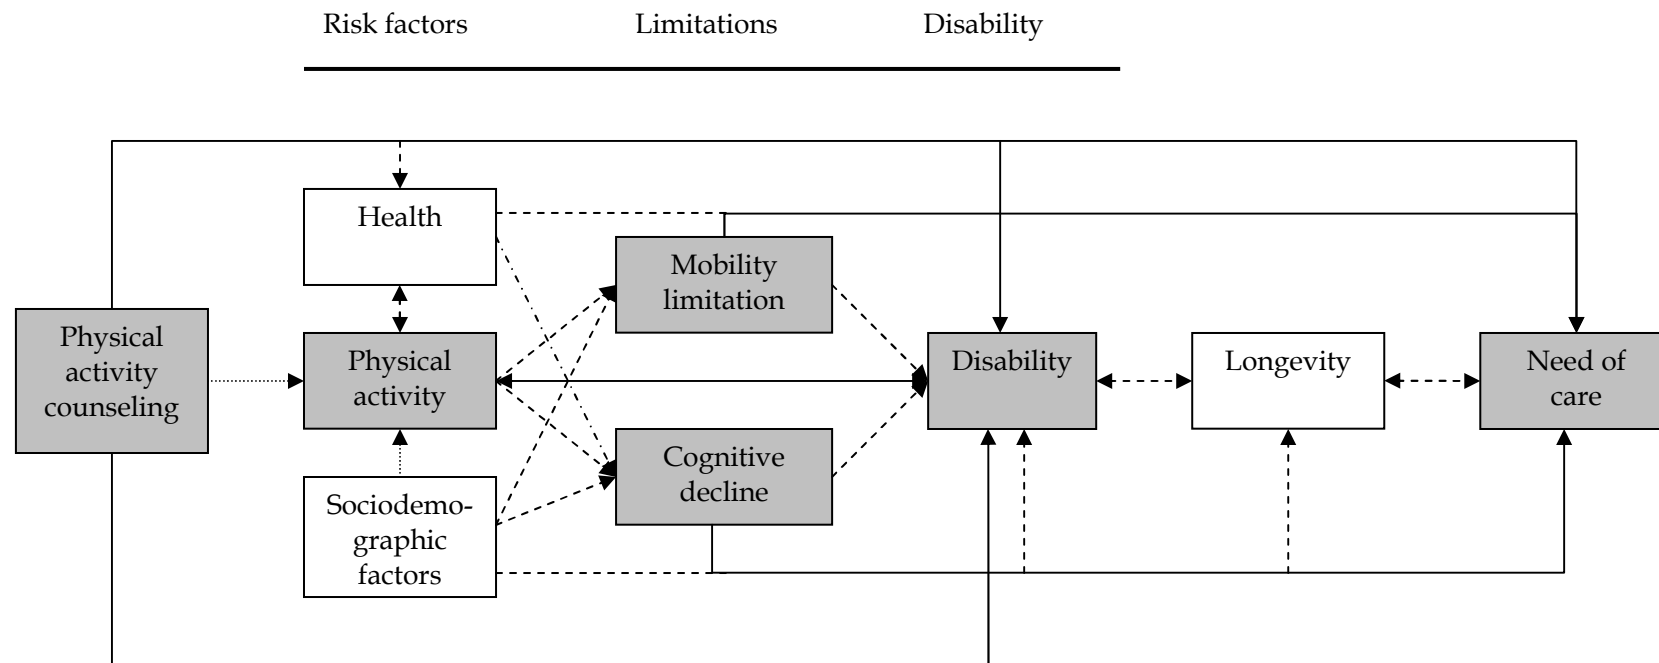 Risk factors
Limitations
Disability
Health
Mobility
limitation
Physical
activity
counseling
Physical
activity
Disability
Longevity
Need of
care
Cognitive
decline
Sociodemo-
graphic
factors